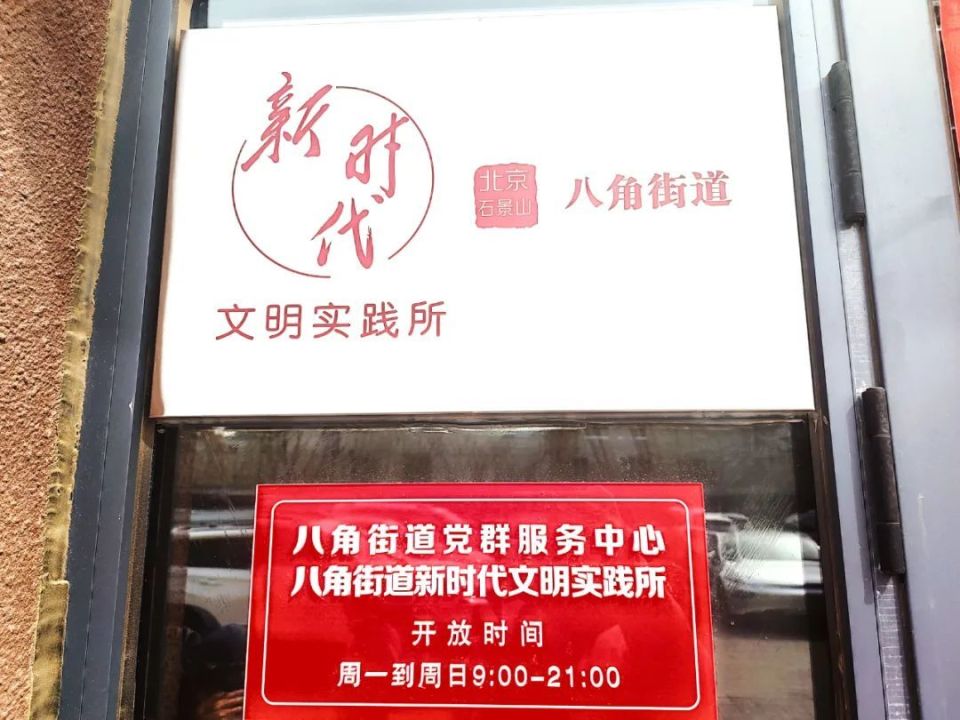 新时代
文明实践所
北京
石景山
八角街道
八角街道党群服务中心
八角街道新时代文明实践所
开放时间
周一到周日9:00-21:00